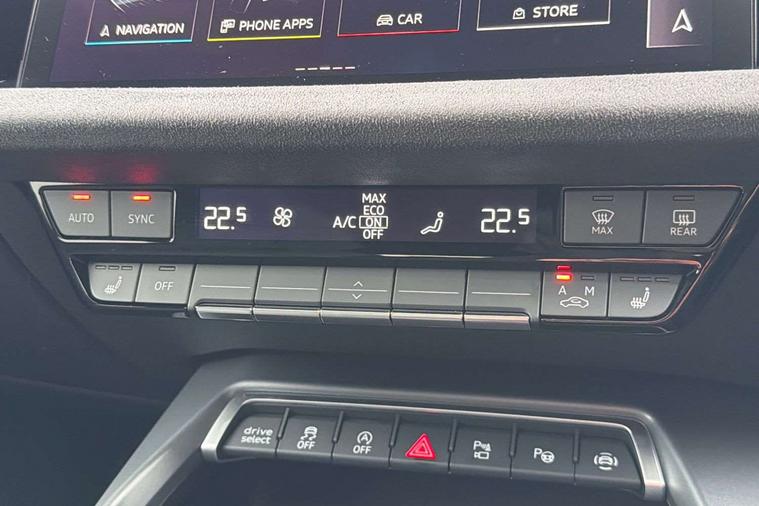 NAVIGATION
PHONE APPS
CAR
STORE
AUTO
SYNC
22.5
A/C
MAX
ECO
ON
OFF
22.5
MAX
REAR
OFF
A M
drive
select
OFF
OFF
P
P